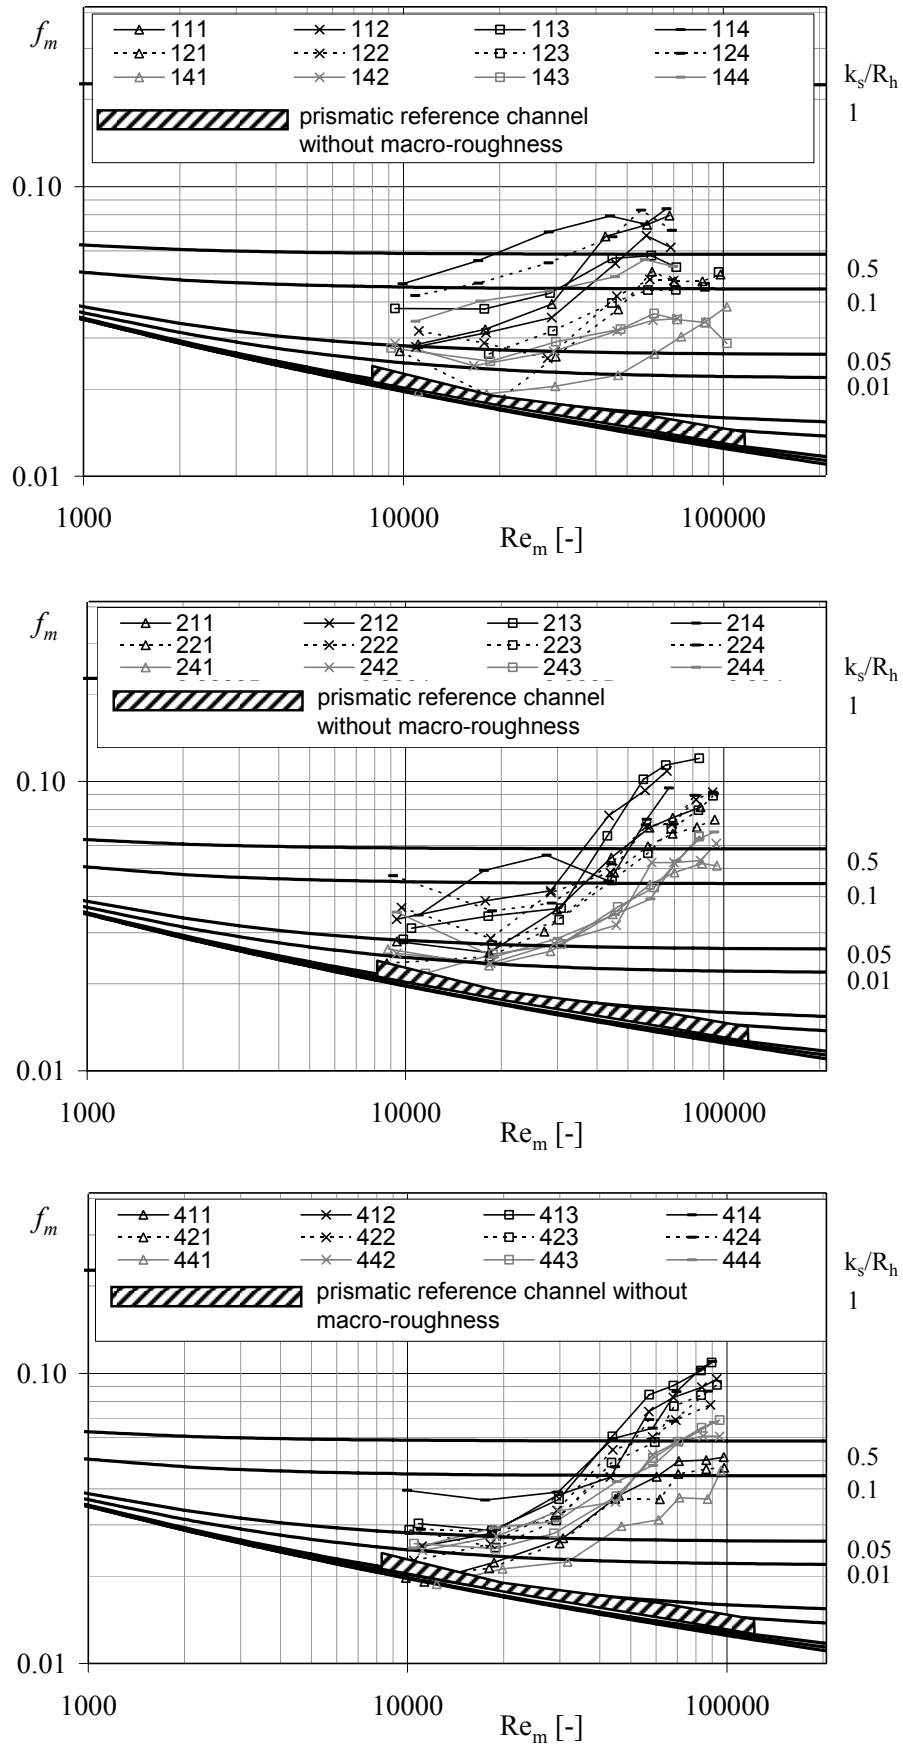 f_m
111 112 113 114
121 122 123 124
141 142 143 144
prismatic reference channel
without macro-roughness
k_s/R_h
1
0.10
0.5
0.1
0.05
0.01
0.01
1000 10000 100000
Re_m [-]
f_m
211 212 213 214
221 222 223 224
241 242 243 244
prismatic reference channel
without macro-roughness
k_s/R_h
1
0.10
0.5
0.1
0.05
0.01
0.01
1000 10000 100000
Re_m [-]
f_m
411 412 413 414
421 422 423 424
441 442 443 444
prismatic reference channel without
macro-roughness
k_s/R_h
1
0.10
0.5
0.1
0.05
0.01
0.01
1000 10000 100000
Re_m [-]